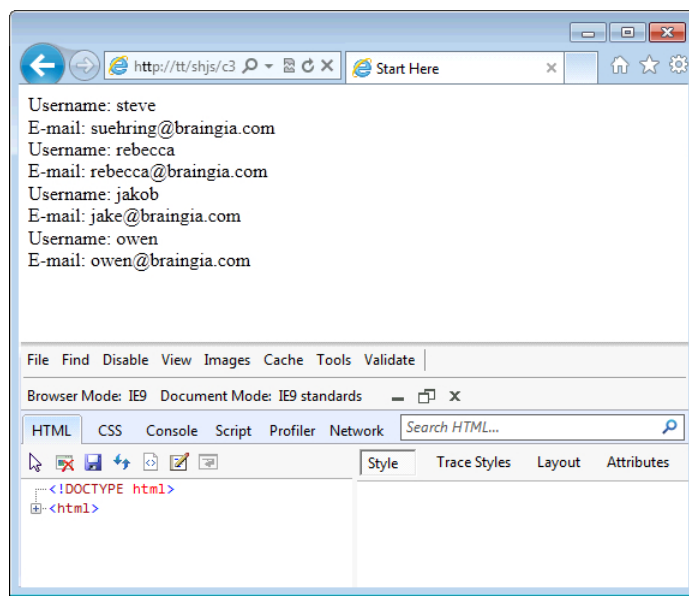 http://tt/shjs/c3
Start Here
Username: steve
E-mail: suehring@braingia.com
Username: rebecca
E-mail: rebecca@braingia.com
Username: jakob
E-mail: jake@braingia.com
Username: owen
E-mail: owen@braingia.com
File Find Disable View Images Cache Tools Validate
Browser Mode: IE9 Document Mode: IE9 standards
HTML CSS Console Script Profiler Network Search HTML...
Style Trace Styles Layout Attributes
<!DOCTYPE html>
<html>